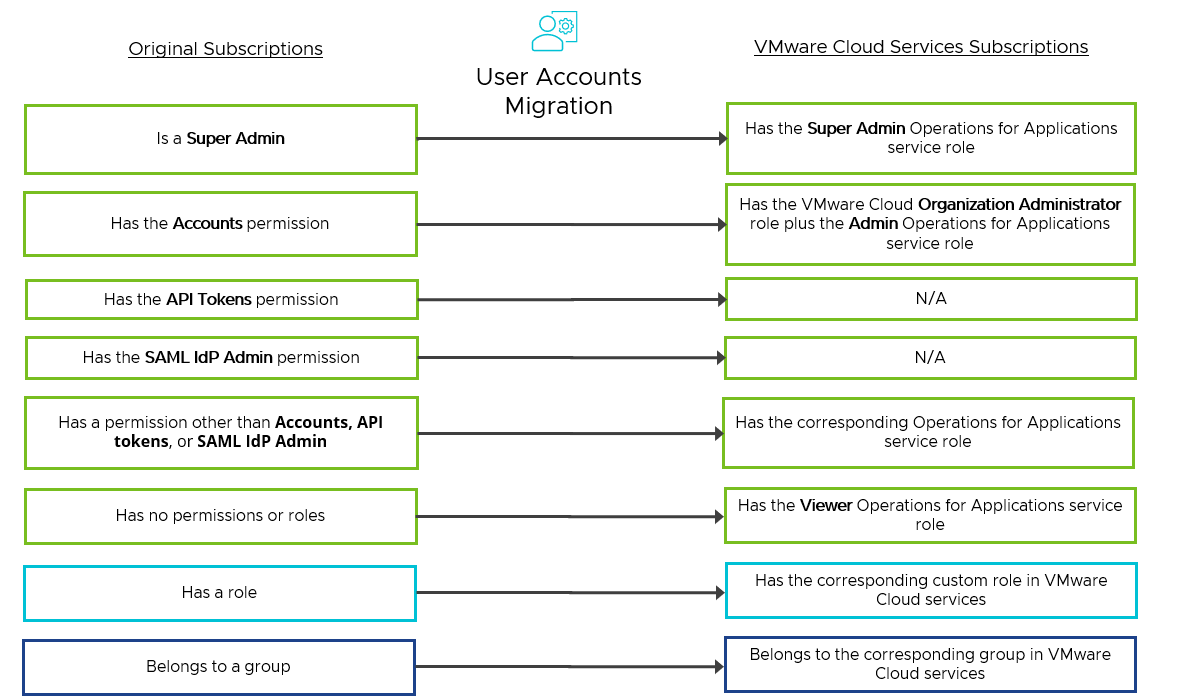 Original Subscriptions
User Accounts
Migration
VMware Cloud Services Subscriptions
Is a Super Admin
Has the Super Admin Operations for Applications
service role
Has the Accounts permission
Has the VMware Cloud Organization Administrator
role plus the Admin Operations for Applications
service role
Has the API Tokens permission
N/A
Has the SAML IdP Admin permission
N/A
Has a permission other than Accounts, API
tokens, or SAML IdP Admin
Has the corresponding Operations for Applications
service role
Has no permissions or roles
Has the Viewer Operations for Applications service
role
Has a role
Has the corresponding custom role in VMware
Cloud services
Belongs to a group
Belongs to the corresponding group in VMware
Cloud services